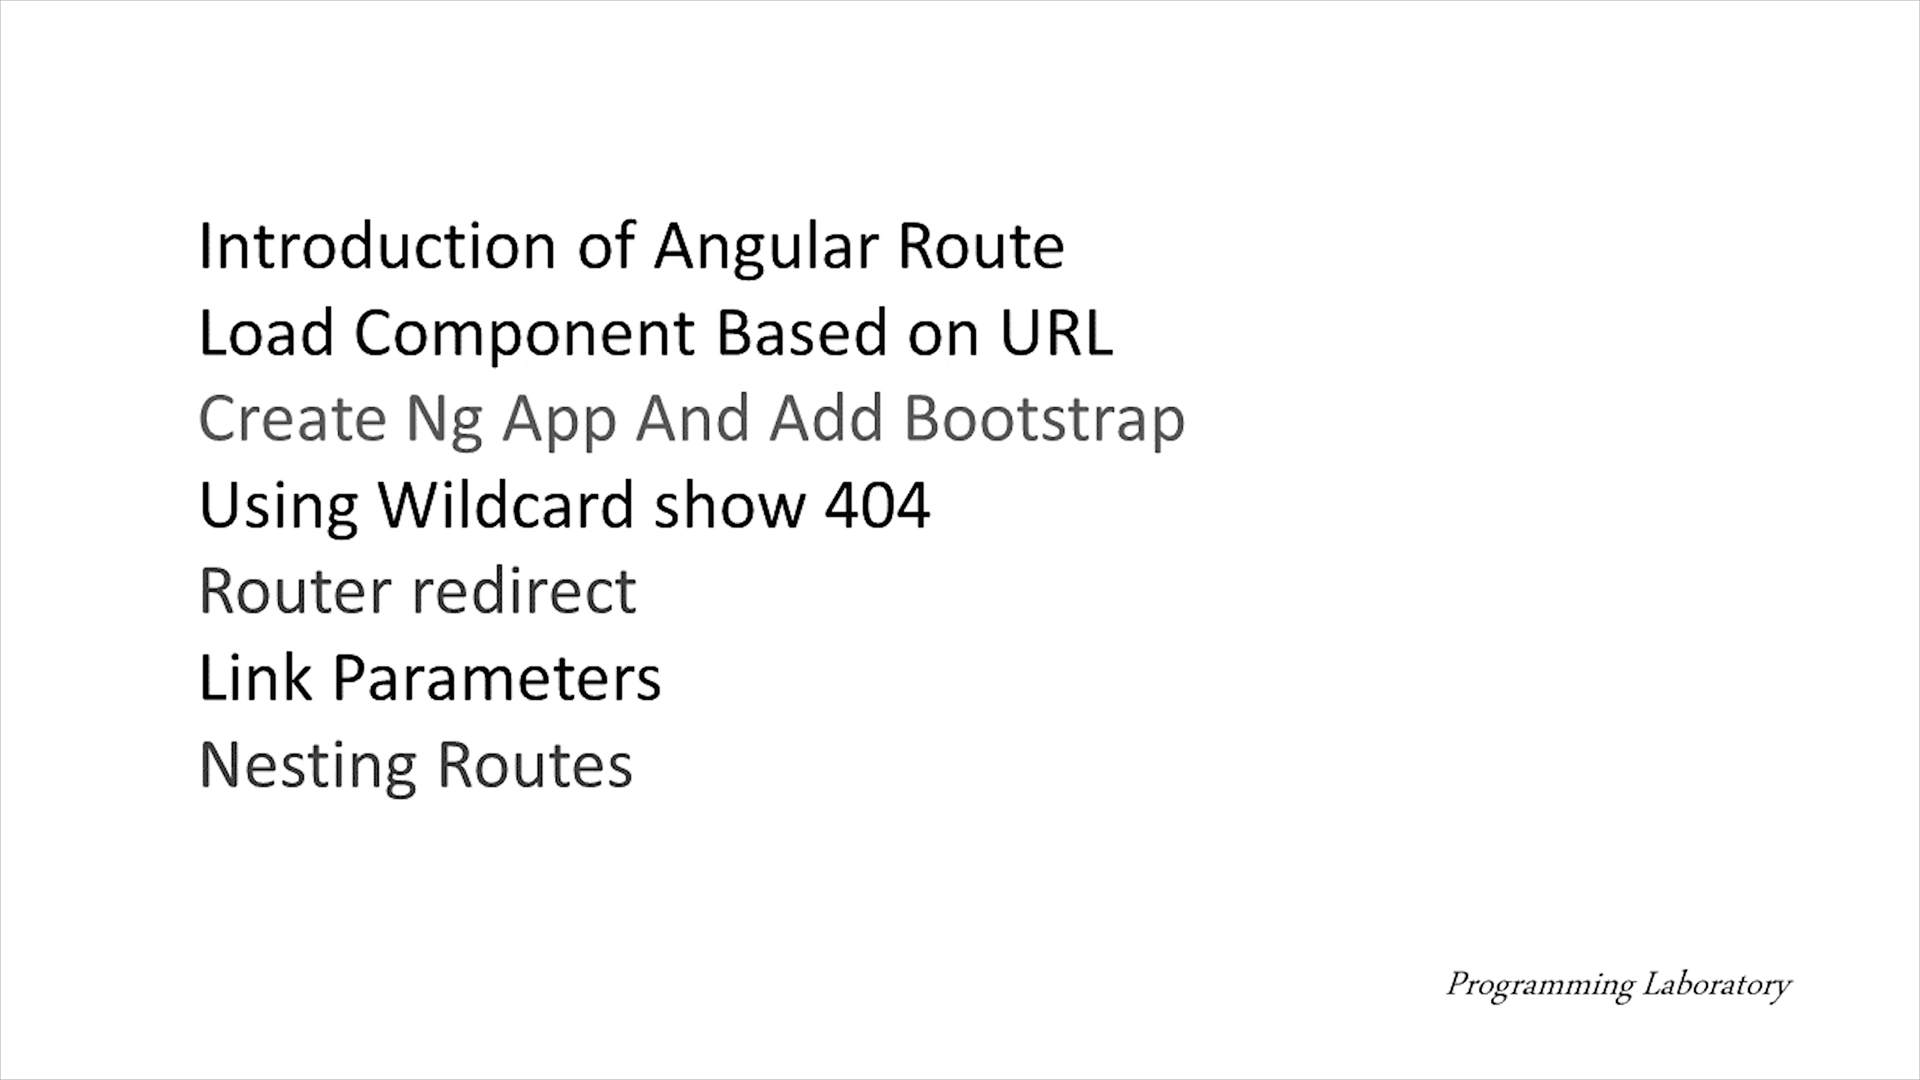 Introduction of Angular Route
Load Component Based on URL
Create Ng App And Add Bootstrap
Using Wildcard show 404
Router redirect
Link Parameters
Nesting Routes
Programming Laboratory